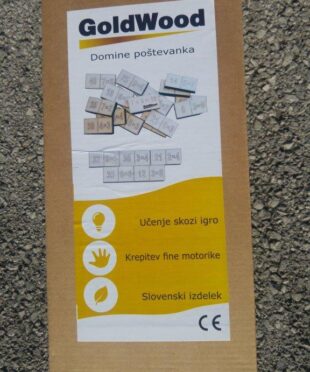 GoldWood
Domine poštevanka
Učenje skozi igro
Krepitev fine motorike
Slovenski izdelek
CE